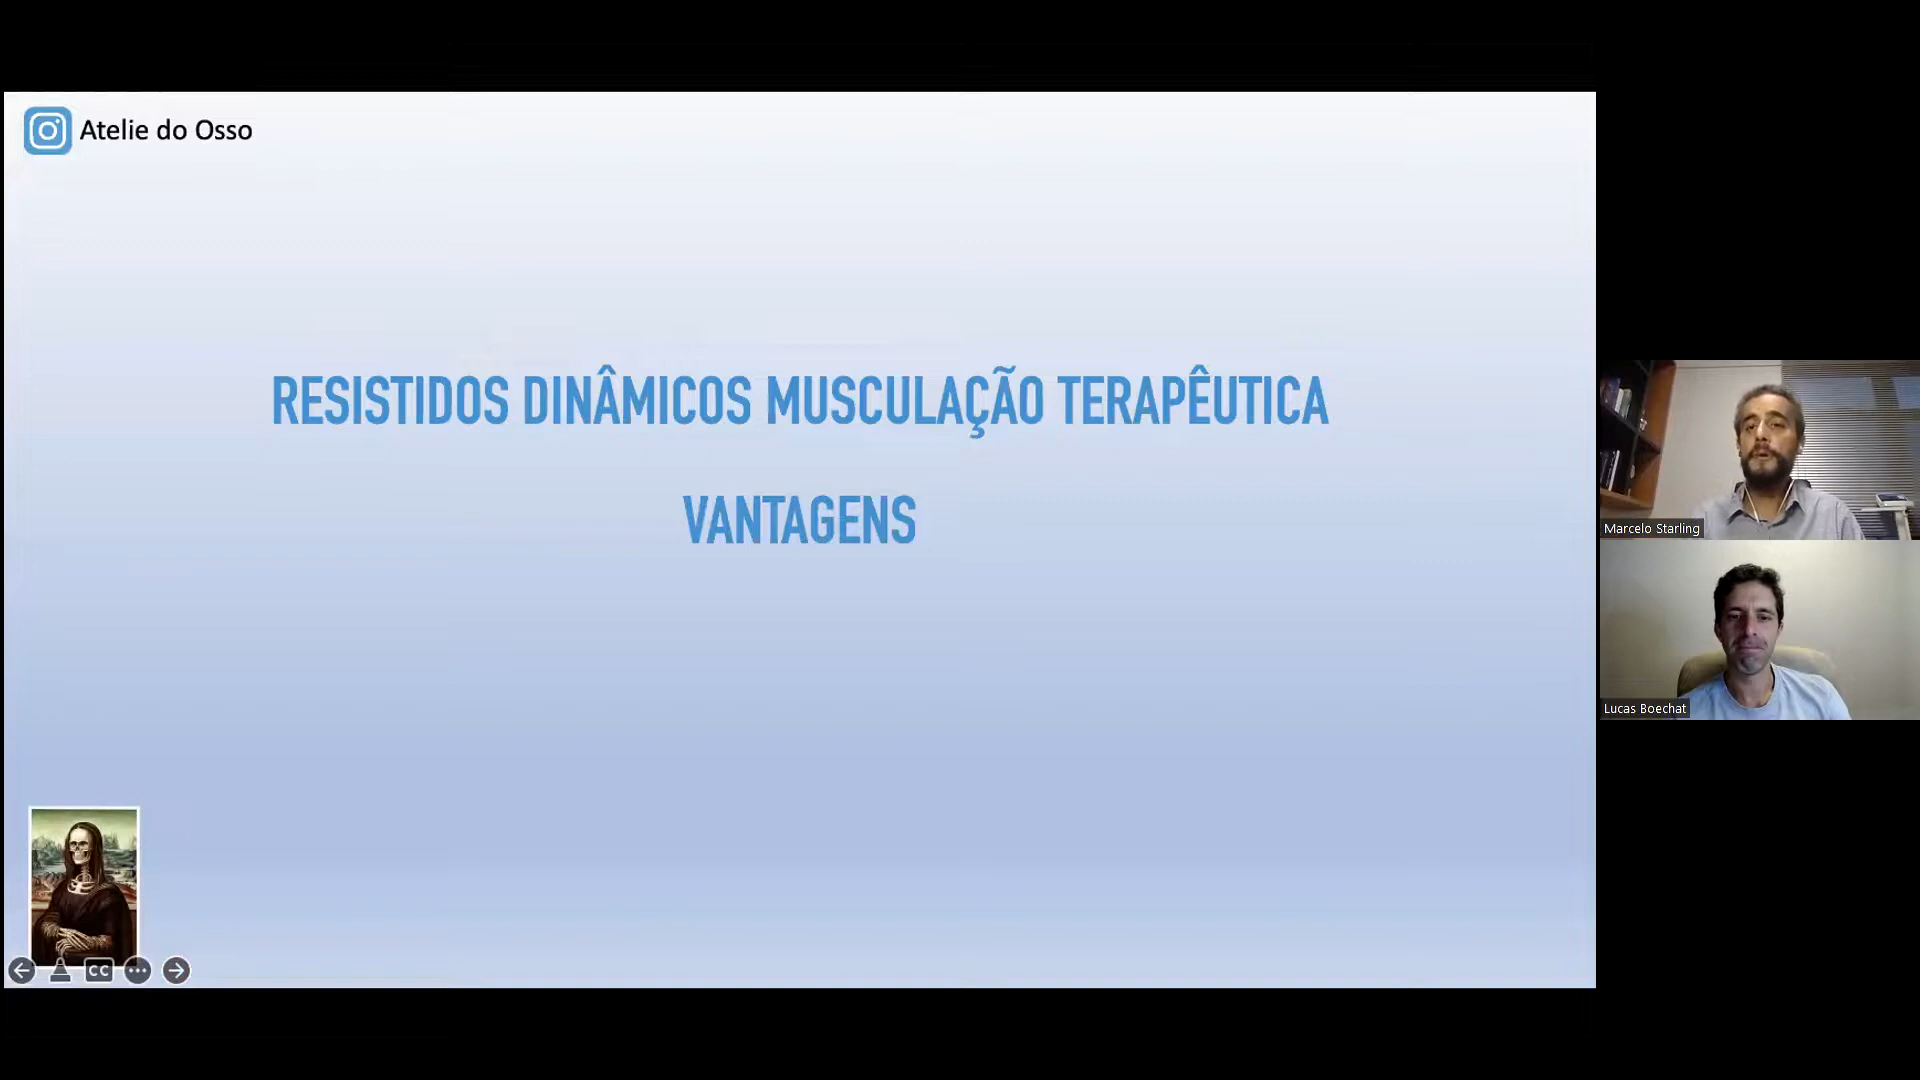 Atelie do Osso
RESISTIDOS DINÂMICOS MUSCULAÇÃO TERAPÊUTICA
VANTAGENS
Marcelo Starling
Lucas Boechat
CC